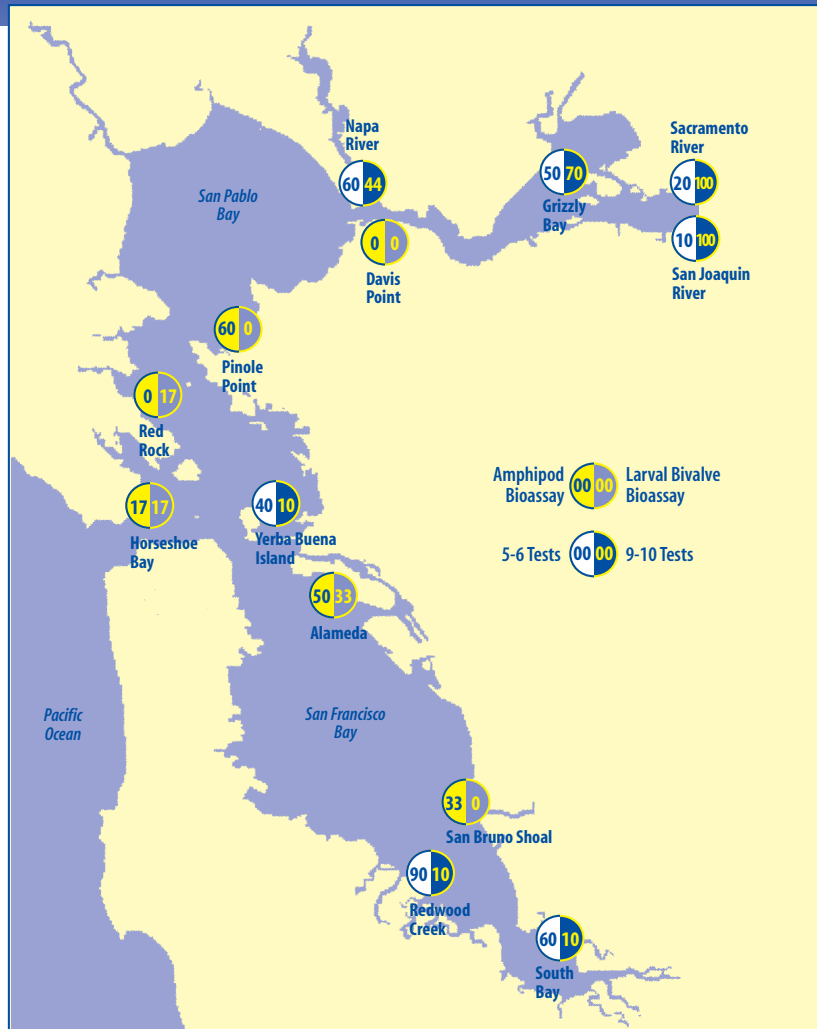 Napa
River
60 44
San Pablo
Bay
0 0
Davis
Point
50 70
Grizzly
Bay
Sacramento
River
20 100
10 100
San Joaquin
River
60 0
Pinole
Point
0 17
Red
Rock
17 17
Horseshoe
Bay
40 10
Yerba Buena
Island
Amphipod
Bioassay
00 00
Larval Bivalve
Bioassay
5-6 Tests 00 00 9-10 Tests
50 33
Alameda
Pacific
Ocean
San Francisco
Bay
33 0
San Bruno Shoal
90 10
Redwood
Creek
60 10
South
Bay